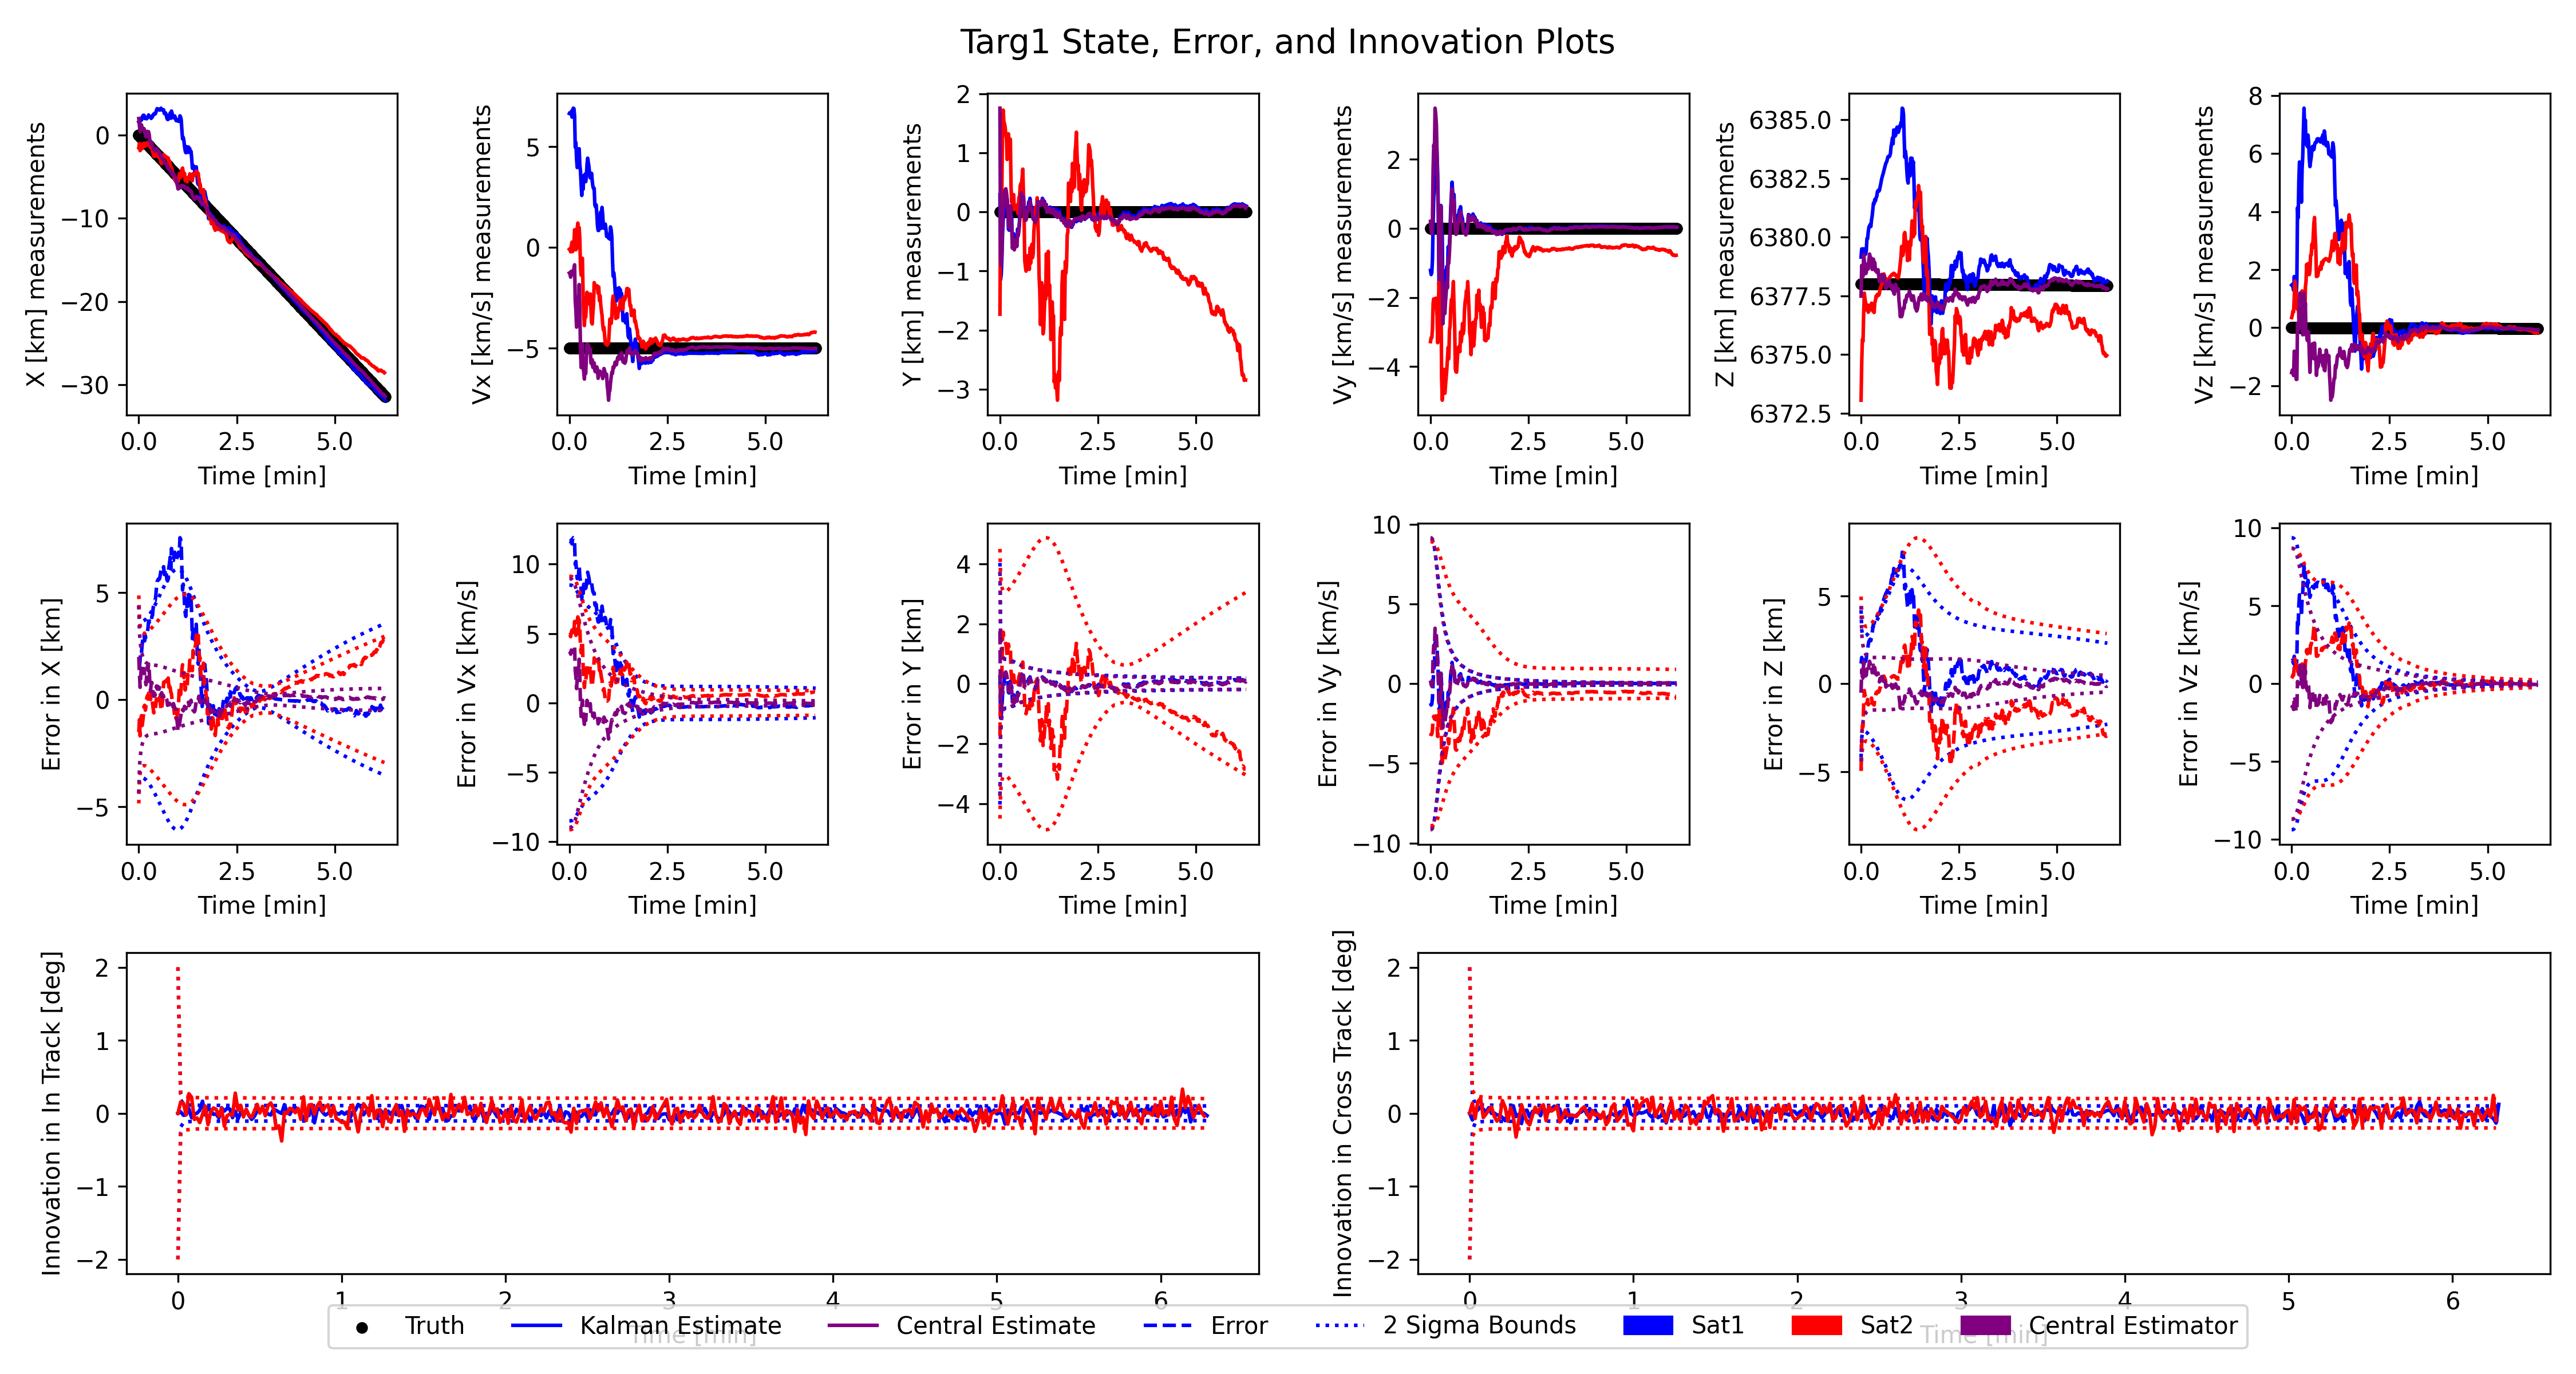 Targ1 State, Error, and Innovation Plots
X [km] measurements
0
−10
−20
−30
0.0 2.5 5.0
Time [min]
Vx [km/s] measurements
5
0
−5
0.0 2.5 5.0
Time [min]
Y [km] measurements
2
1
0
−1
−2
−3
0.0 2.5 5.0
Time [min]
Vy [km/s] measurements
2
0
−2
−4
0.0 2.5 5.0
Time [min]
Z [km] measurements
6385.0
6382.5
6380.0
6377.5
6375.0
6372.5
0.0 2.5 5.0
Time [min]
Vz [km/s] measurements
8
6
4
2
0
−2
0.0 2.5 5.0
Time [min]
Error in X [km]
5
0
−5
0.0 2.5 5.0
Time [min]
Error in Vx [km/s]
10
5
0
−5
−10
0.0 2.5 5.0
Time [min]
Error in Y [km]
4
2
0
−2
−4
0.0 2.5 5.0
Time [min]
Error in Vy [km/s]
10
5
0
−5
−10
0.0 2.5 5.0
Time [min]
Error in Z [km]
5
0
−5
0.0 2.5 5.0
Time [min]
Error in Vz [km/s]
10
5
0
−5
−10
0.0 2.5 5.0
Time [min]
Innovation in In Track [deg]
2
1
0
−1
−2
0 1 2 3 4 5 6
Time [min]
Innovation in Cross Track [deg]
2
1
0
−1
−2
0 1 2 3 4 5 6
Time [min]
Truth Kalman Estimate Central Estimate Error 2 Sigma Bounds Sat1 Sat2 Central Estimator